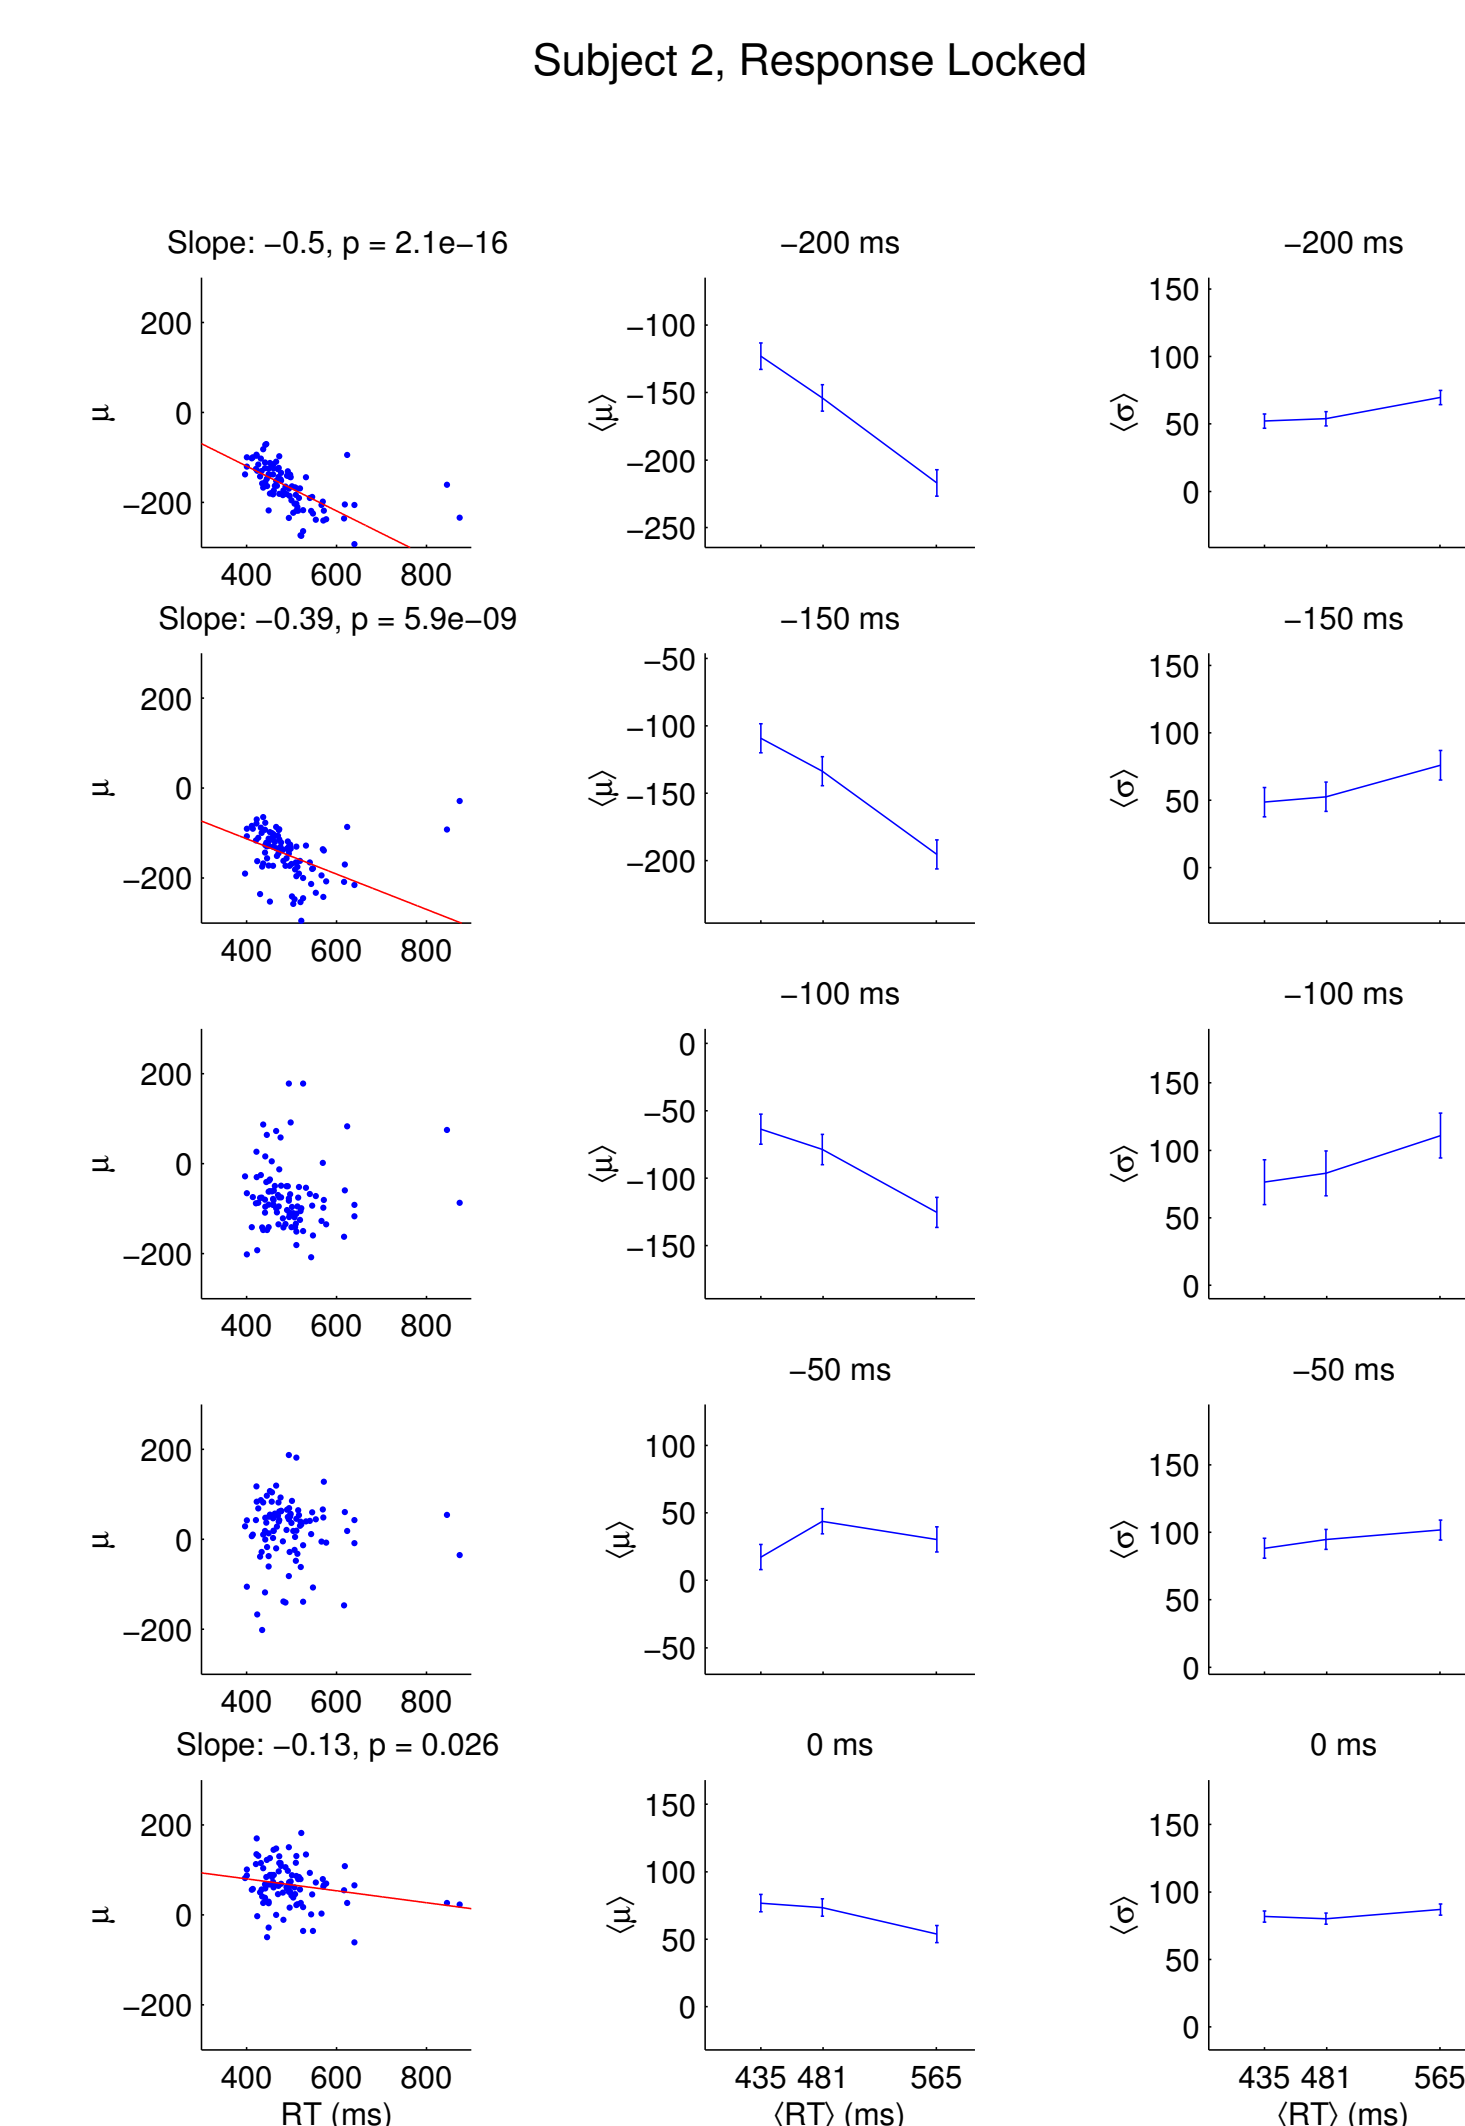 Subject 2, Response Locked
Slope: −0.5, p = 2.1e−16
−200 ms
−200 ms
200
0
−200
μ
400 600 800
−100
−150
−200
−250
⟨μ⟩
150
100
50
0
⟨σ⟩
Slope: −0.39, p = 5.9e−09
−150 ms
−150 ms
200
0
−200
μ
400 600 800
−50
−100
−150
−200
⟨μ⟩
150
100
50
0
⟨σ⟩
−100 ms
−100 ms
200
0
−200
μ
400 600 800
0
−50
−100
−150
⟨μ⟩
150
100
50
0
⟨σ⟩
−50 ms
−50 ms
200
0
−200
μ
400 600 800
100
50
0
−50
⟨μ⟩
150
100
50
0
⟨σ⟩
Slope: −0.13, p = 0.026
0 ms
0 ms
200
0
−200
μ
400 600 800
RT (ms)
150
100
50
0
⟨μ⟩
435 481 565
⟨RT⟩ (ms)
150
100
50
0
⟨σ⟩
435 481 565
⟨RT⟩ (ms)